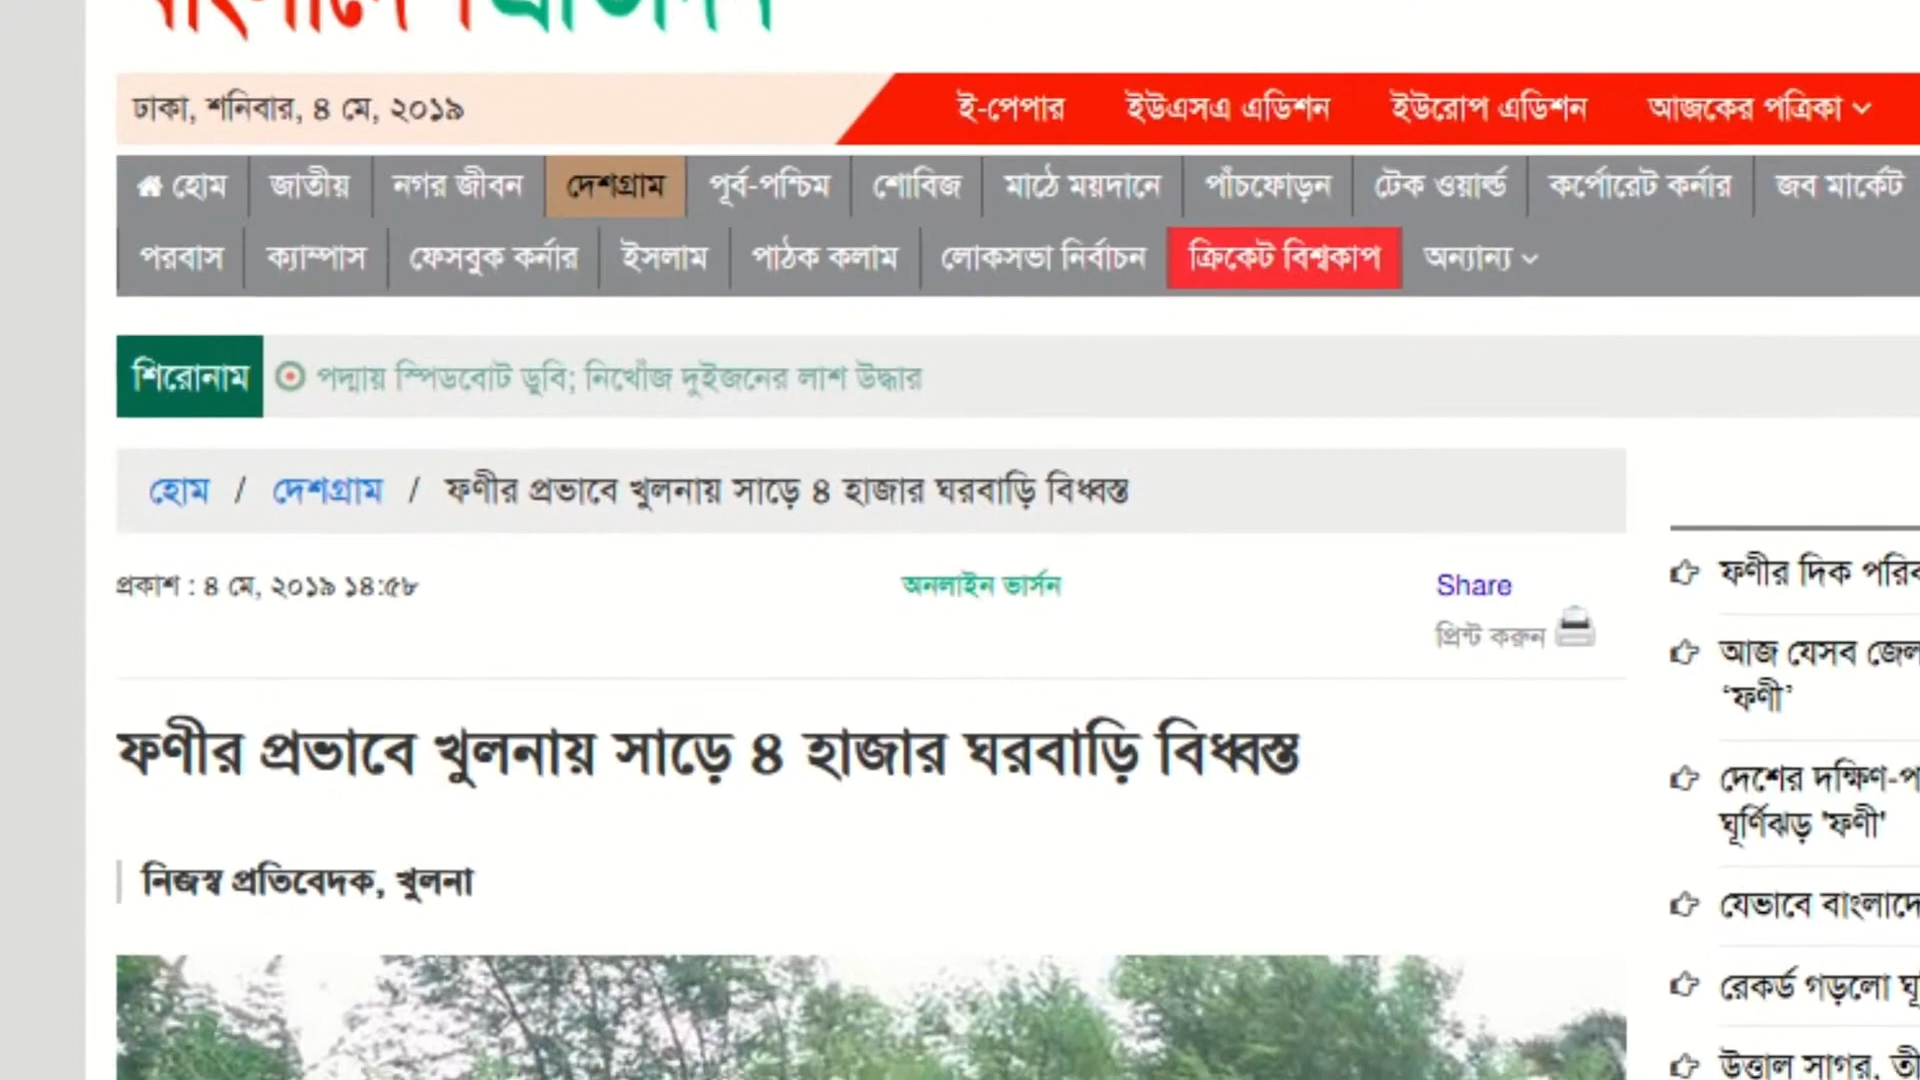 ঢাকা, শনিবার, ৪ মে, ২০১৯
ই-পেপার ইউএসএ এডিশন ইউরোপ এডিশন আজকের পত্রিকা
হোম জাতীয় নগর জীবন দেশগ্রাম পূর্ব-পশ্চিম শোবিজ মাঠে ময়দানে পাঁচফোড়ন টেক ওয়ার্ল্ড কর্পোরেট কর্নার জব মার্কেট
পরবাস ক্যাম্পাস ফেসবুক কর্নার ইসলাম পাঠক কলাম লোকসভা নির্বাচন ক্রিকেট বিশ্বকাপ অন্যান্য
শিরোনাম পদ্মায় স্পিডবোট ডুবি; নিখোঁজ দুইজনের লাশ উদ্ধার
হোম / দেশগ্রাম / ফণীর প্রভাবে খুলনায় সাড়ে ৪ হাজার ঘরবাড়ি বিধ্বস্ত
প্রকাশ : ৪ মে, ২০১৯ ১৪:৫৮
অনলাইন ভার্সন
Share
প্রিন্ট করুন
ফণীর প্রভাবে খুলনায় সাড়ে ৪ হাজার ঘরবাড়ি বিধ্বস্ত
নিজস্ব প্রতিবেদক, খুলনা
ফণীর দিক
আজ যেসব
‘ফণী’
দেশের
ঘূর্ণিঝড় 'ফণী'
যেভাবে
রেকর্ড গড়লো
উত্তাল সাগর,